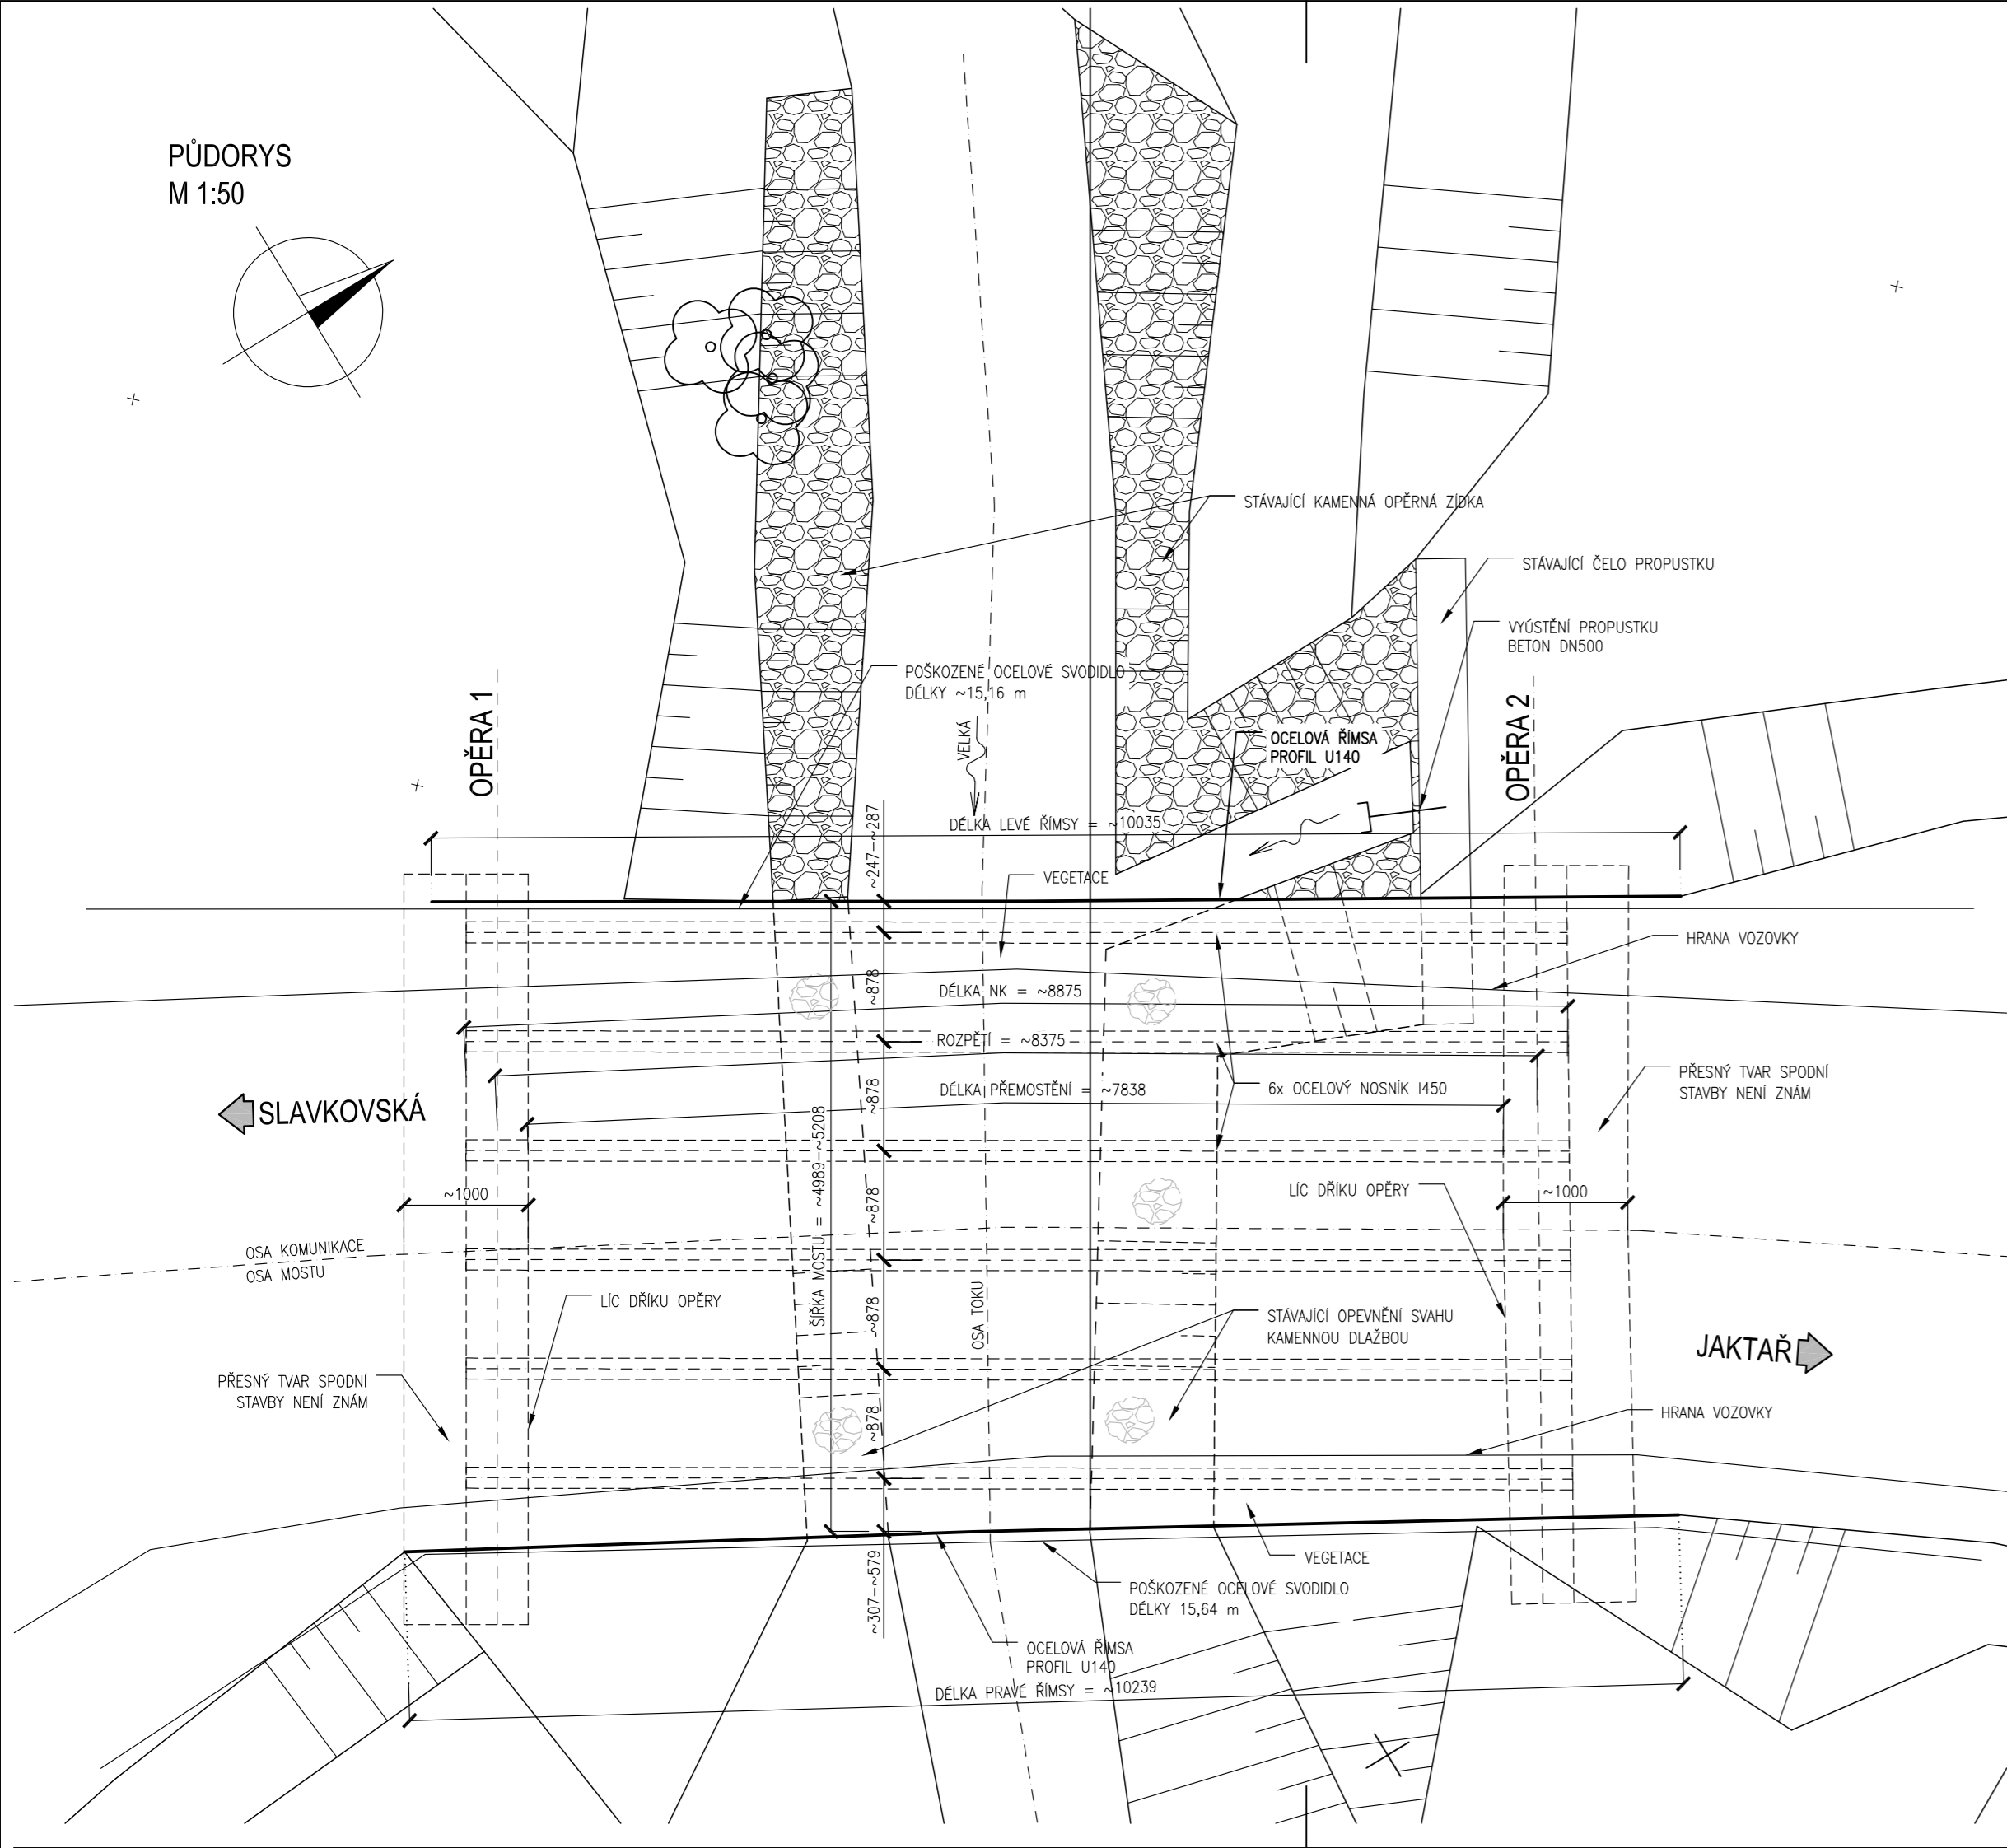 PŮDORYS
M 1:50
STÁVAJÍCÍ KAMENNÁ OPĚRNÁ ZÍDKA
STÁVAJÍCÍ ČELO PROPUSTKU
VYÚSTĚNÍ PROPUSTKU
BETON DN500
POŠKOZENÉ OCELOVÉ SVODIDLO
DÉLKY ~15,16 m
OPĚRA 1
OPĚRA 2
VELKÁ
OCELOVÁ ŘÍMSA
PROFIL U140
~247-~287
DÉLKA LEVÉ ŘÍMSY = ~10035
VEGETACE
HRANA VOZOVKY
~878
DÉLKA NK = ~8875
ROZPĚTÍ = ~8375
~878
DÉLKA PŘEMOSTĚNÍ = ~7838
6x OCELOVÝ NOSNÍK I450
PŘESNÝ TVAR SPODNÍ
STAVBY NENÍ ZNÁM
SLAVKOVSKÁ
ŠÍŘKA MOSTU = ~4989-~5208
~1000
~878
LÍC DŘÍKU OPĚRY
~1000
OSA KOMUNIKACE
OSA MOSTU
LÍC DŘÍKU OPĚRY
~878
OSA TOKU
STÁVAJÍCÍ OPEVNĚNÍ SVAHU
KAMENNOU DLAŽBOU
JAKTAŘ
PŘESNÝ TVAR SPODNÍ
STAVBY NENÍ ZNÁM
~878
HRANA VOZOVKY
VEGETACE
~307-~579
POŠKOZENÉ OCELOVÉ SVODIDLO
DÉLKY 15,64 m
OCELOVÁ ŘÍMSA
PROFIL U140
DÉLKA PRAVÉ ŘÍMSY = ~10239